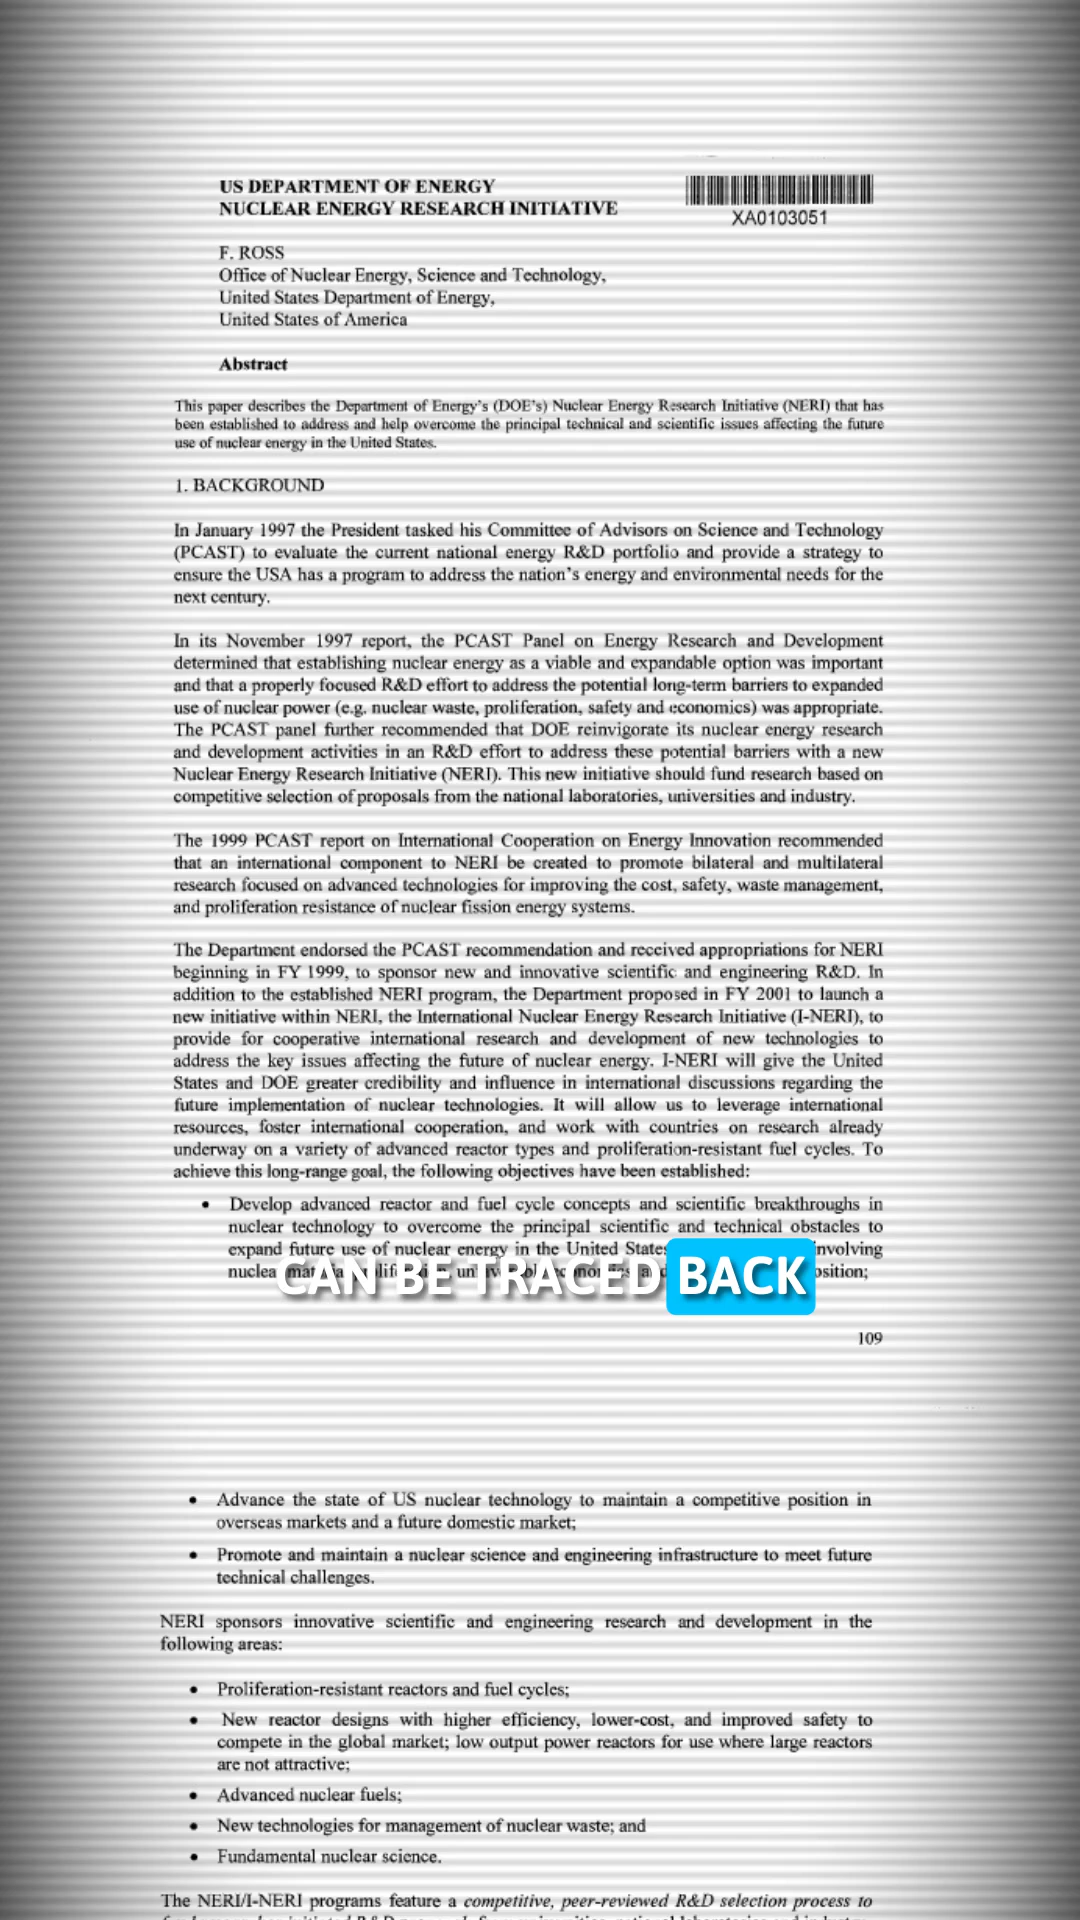 US DEPARTMENT OF ENERGY
NUCLEAR ENERGY RESEARCH INITIATIVE
XA0103051
F. ROSS
Office of Nuclear Energy, Science and Technology,
United States Department of Energy,
United States of America
Abstract
This paper describes the Department of Energy's (DOE's) Nuclear Energy Research Initiative (NERI) that has
been established to address and help overcome the principal technical and scientific issues affecting the future
use of nuclear energy in the United States.
1. BACKGROUND
In January 1997 the President tasked his Committee of Advisors on Science and Technology
(PCAST) to evaluate the current national energy R&D portfolio and provide a strategy to
ensure the USA has a program to address the nation's energy and environmental needs for the
next century.
In its November 1997 report, the PCAST Panel on Energy Research and Development
determined that establishing nuclear energy as a viable and expandable option was important
and that a properly focused R&D effort to address the potential long-term barriers to expanded
use of nuclear power (e.g. nuclear waste, proliferation, safety and economics) was appropriate.
The PCAST panel further recommended that DOE reinvigorate its nuclear energy research
and development activities in an R&D effort to address these potential barriers with a new
Nuclear Energy Research Initiative (NERI). This new initiative should fund research based on
competitive selection of proposals from the national laboratories, universities and industry.
The 1999 PCAST report on International Cooperation on Energy Innovation recommended
that an international component to NERI be created to promote bilateral and multilateral
research focused on advanced technologies for improving the cost, safety, waste management,
and proliferation resistance of nuclear fission energy systems.
The Department endorsed the PCAST recommendation and received appropriations for NERI
beginning in FY 1999, to sponsor new and innovative scientific and engineering R&D. In
addition to the established NERI program, the Department proposed in FY 2001 to launch a
new initiative within NERI, the International Nuclear Energy Research Initiative (I-NERI), to
provide for cooperative international research and development of new technologies to
address the key issues affecting the future of nuclear energy. I-NERI will give the United
States and DOE greater credibility and influence in international discussions regarding the
future implementation of nuclear technologies. It will allow us to leverage international
resources, foster international cooperation, and work with countries on research already
underway on a variety of advanced reactor types and proliferation-resistant fuel cycles. To
achieve this long-range goal, the following objectives have been established:
• Develop advanced reactor and fuel cycle concepts and scientific breakthroughs in
nuclear technology to overcome the principal scientific and technical obstacles to
expand future use of nuclear energy in the United States involving
CAN BE TRACED BACK
109
• Advance the state of US nuclear technology to maintain a competitive position in
overseas markets and a future domestic market;
• Promote and maintain a nuclear science and engineering infrastructure to meet future
technical challenges.
NERI sponsors innovative scientific and engineering research and development in the
following areas:
• Proliferation-resistant reactors and fuel cycles;
• New reactor designs with higher efficiency, lower-cost, and improved safety to
compete in the global market; low output power reactors for use where large reactors
are not attractive;
• Advanced nuclear fuels;
• New technologies for management of nuclear waste; and
• Fundamental nuclear science.
The NERI/I-NERI programs feature a competitive, peer-reviewed R&D selection process to